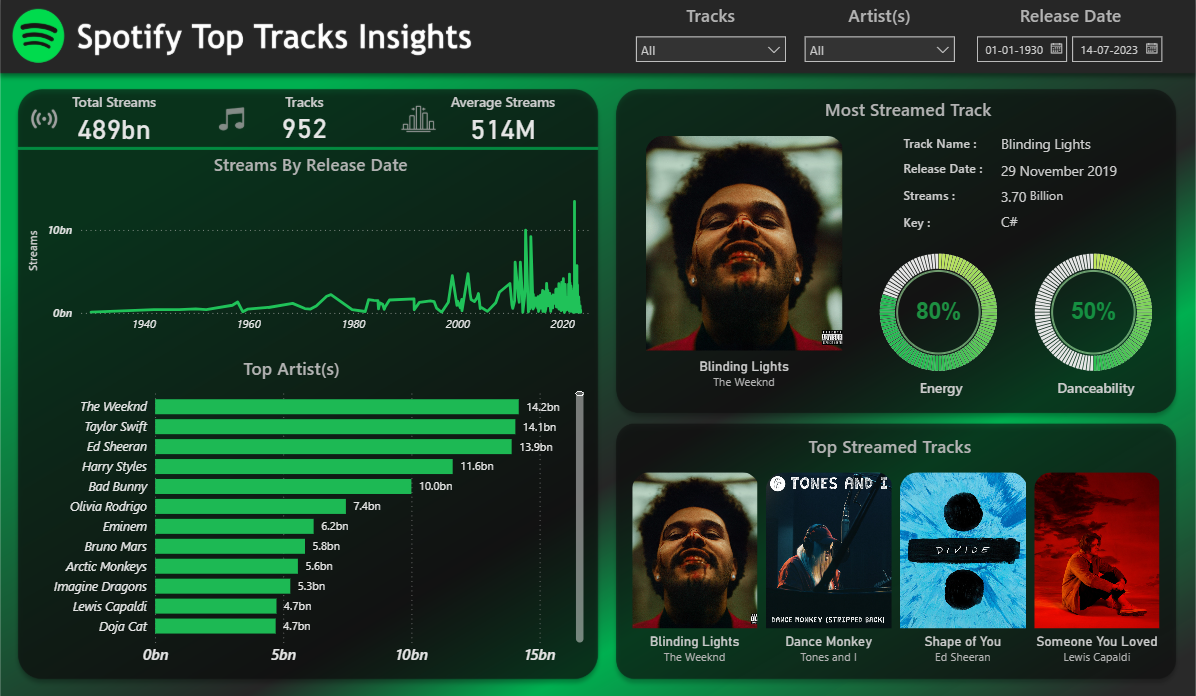 Spotify Top Tracks Insights
Tracks
All
Artist(s)
All
Release Date
01-01-1930
14-07-2023
Total Streams
489bn
Tracks
952
Average Streams
514M
Streams By Release Date
Streams
10bn
0bn
1940
1960
1980
2000
2020
Top Artist(s)
The Weeknd 14.2bn
Taylor Swift 14.1bn
Ed Sheeran 13.9bn
Harry Styles 11.6bn
Bad Bunny 10.0bn
Olivia Rodrigo 7.4bn
Eminem 6.2bn
Bruno Mars 5.8bn
Arctic Monkeys 5.6bn
Imagine Dragons 5.3bn
Lewis Capaldi 4.7bn
Doja Cat 4.7bn
0bn
5bn
10bn
15bn
Most Streamed Track
Blinding Lights
The Weeknd
Track Name : Blinding Lights
Release Date : 29 November 2019
Streams : 3.70 Billion
Key : C#
80%
Energy
50%
Danceability
Top Streamed Tracks
Blinding Lights
The Weeknd
TONES AND I
DANCE MONKEY (STRIPPED BACK)
Dance Monkey
Tones and I
DIVIDE
Shape of You
Ed Sheeran
Someone You Loved
Lewis Capaldi